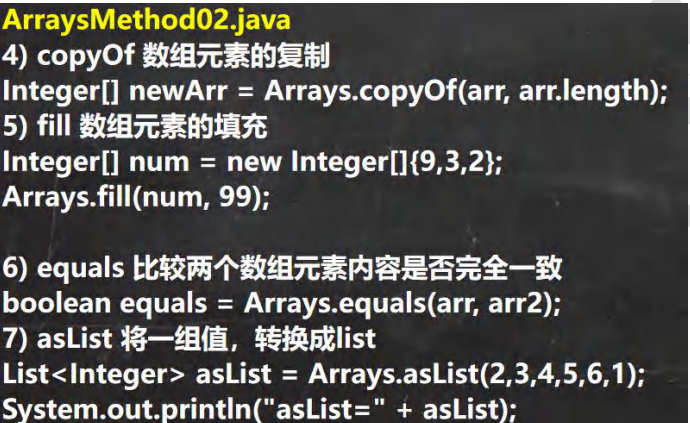 ArraysMethod02.java
4) copyOf 数组元素的复制
Integer[] newArr = Arrays.copyOf(arr, arr.length);
5) fill 数组元素的填充
Integer[] num = new Integer[]{9,3,2};
Arrays.fill(num, 99);
6) equals 比较两个数组元素内容是否完全一致
boolean equals = Arrays.equals(arr, arr2);
7) asList 将一组值，转换成list
List<Integer> asList = Arrays.asList(2,3,4,5,6,1);
System.out.println("asList=" + asList);